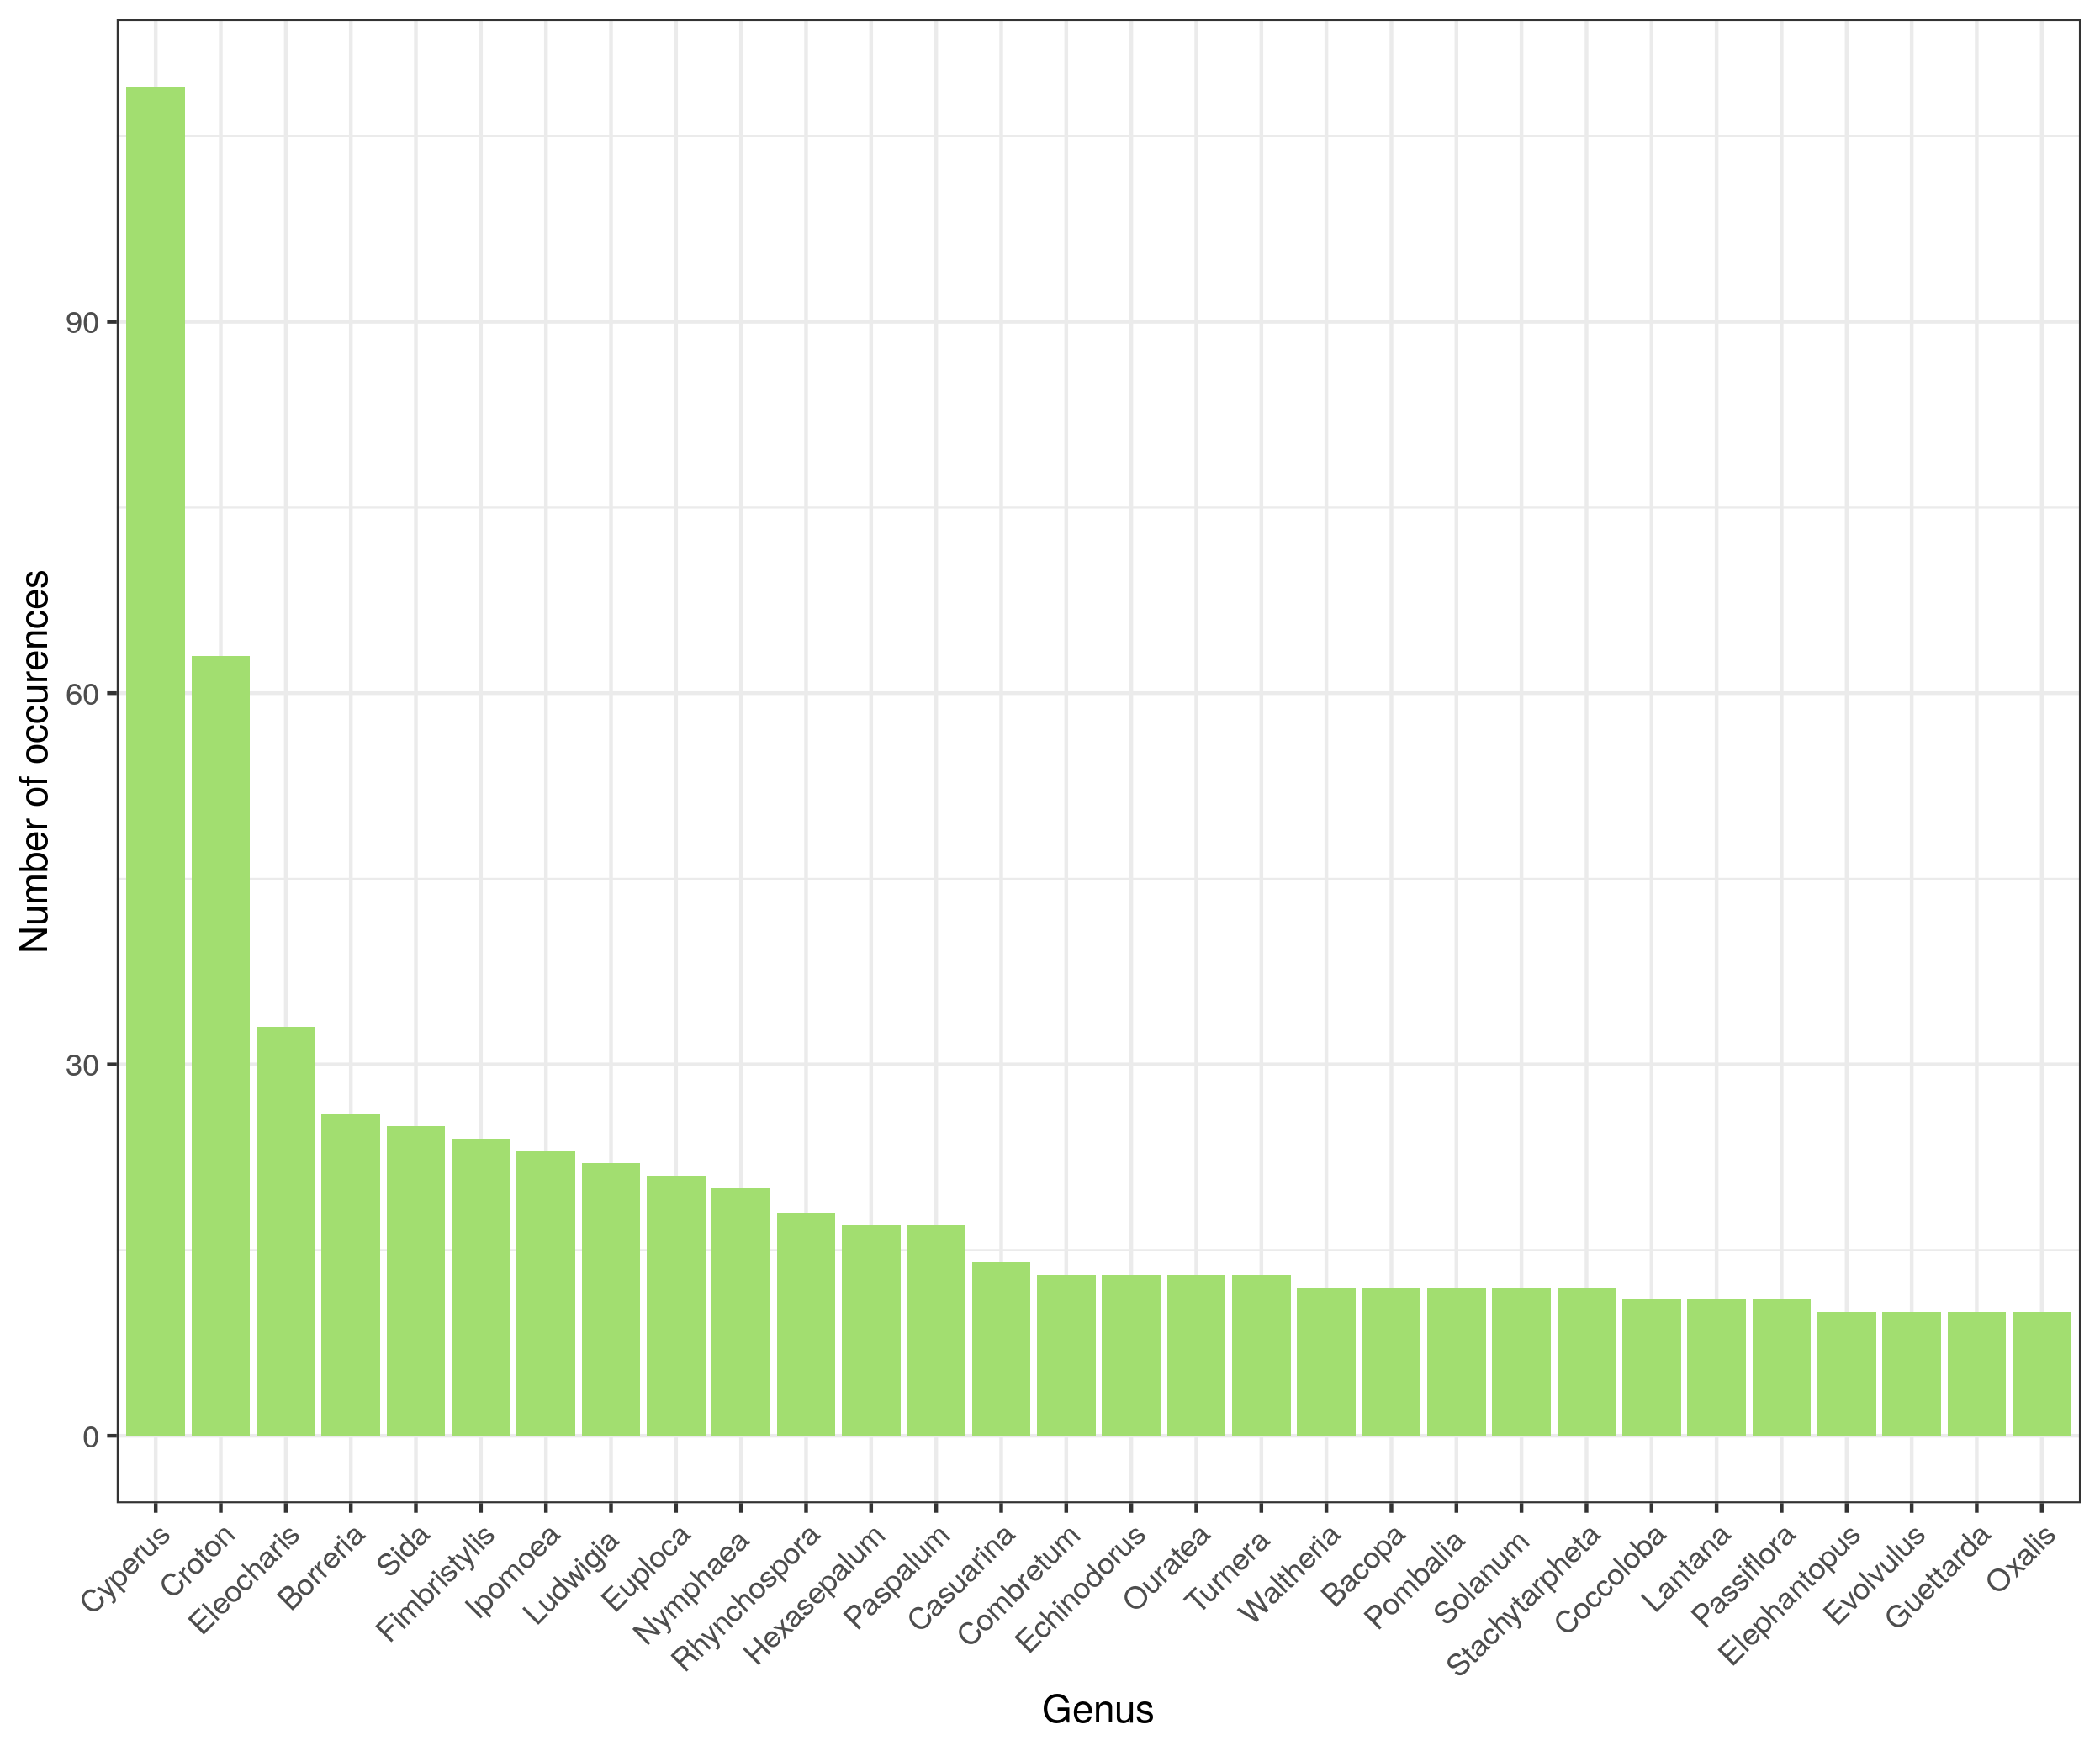 Number of occurrences
90
60
30
0
Cyperus
Croton
Eleocharis
Borreria
Sida
Fimbristylis
Ipomoea
Ludwigia
Euploca
Nymphaea
Rhynchospora
Hexasepalum
Paspalum
Casuarina
Combretum
Echinodorus
Ouratea
Turnera
Waltheria
Bacopa
Pombalia
Solanum
Stachytarpheta
Coccoloba
Lantana
Passiflora
Elephantopus
Evolvulus
Guettarda
Oxalis
Genus